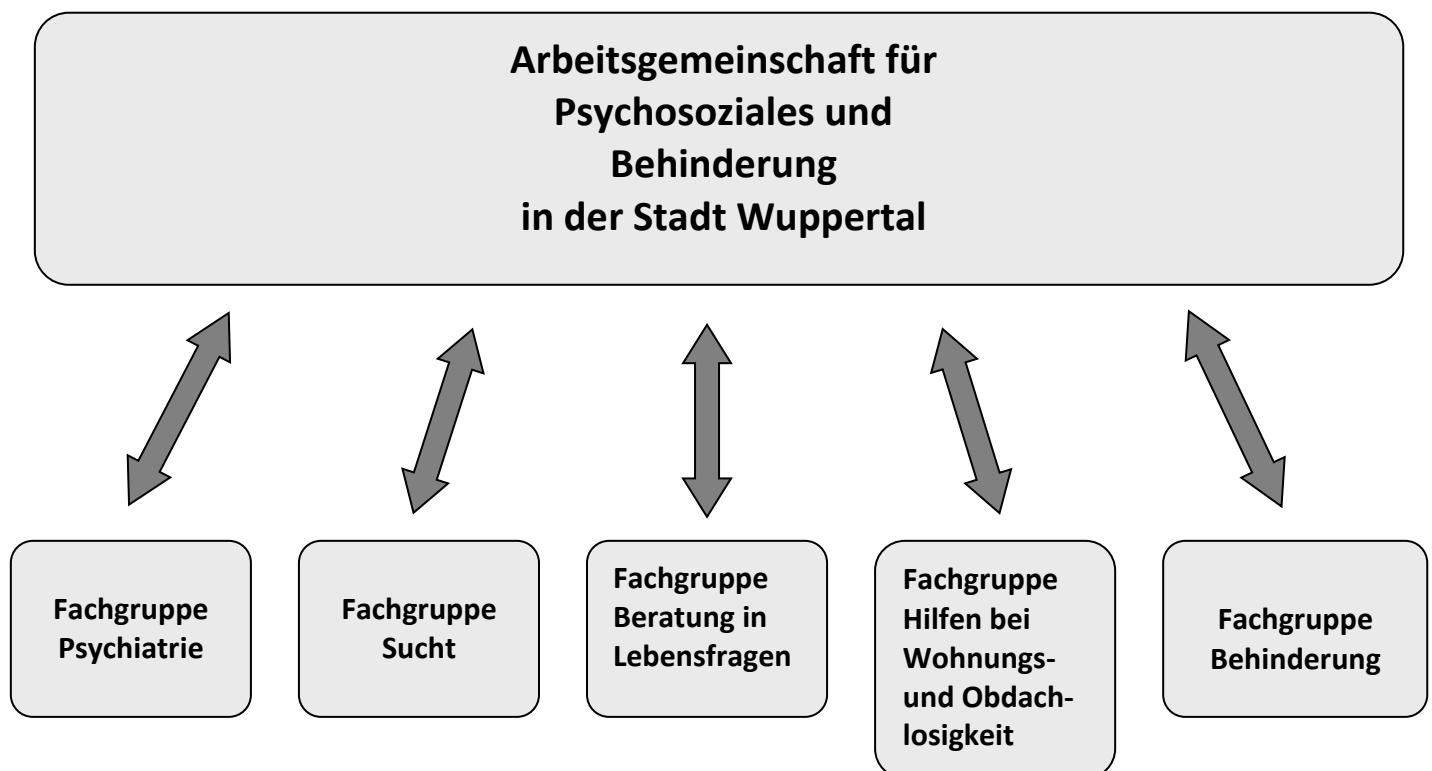 Arbeitsgemeinschaft für
Psychosoziales und
Behinderung
in der Stadt Wuppertal
Fachgruppe
Psychiatrie
Fachgruppe
Sucht
Fachgruppe
Beratung in
Lebensfragen
Fachgruppe
Hilfen bei
Wohnungs-
und Obdach-
losigkeit
Fachgruppe
Behinderung